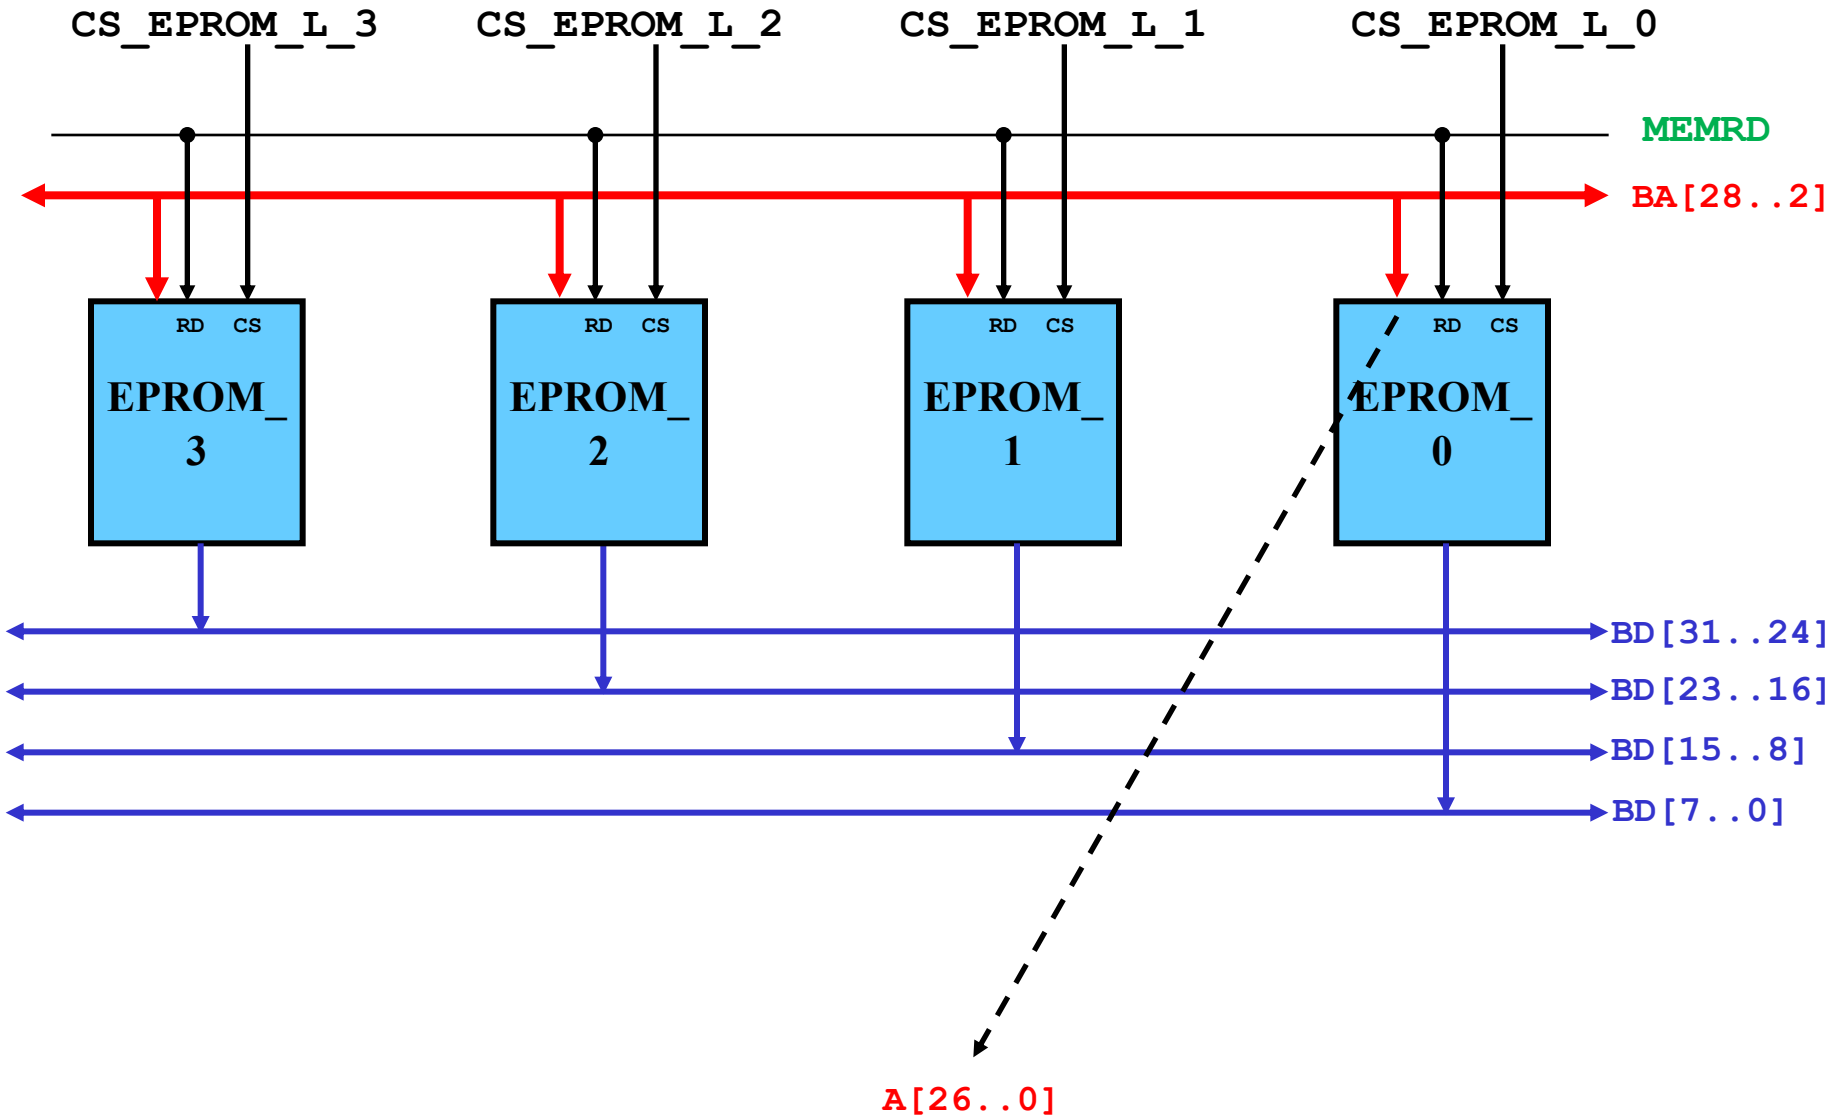 CS_EPROM_L_3 CS_EPROM_L_2 CS_EPROM_L_1 CS_EPROM_L_0
MEMRD
BA[28..2]
RD CS RD CS RD CS RD CS
EPROM_ EPROM_ EPROM_ EPROM_
3 2 1 0
BD[31..24]
BD[23..16]
BD[15..8]
BD[7..0]
A[26..0]